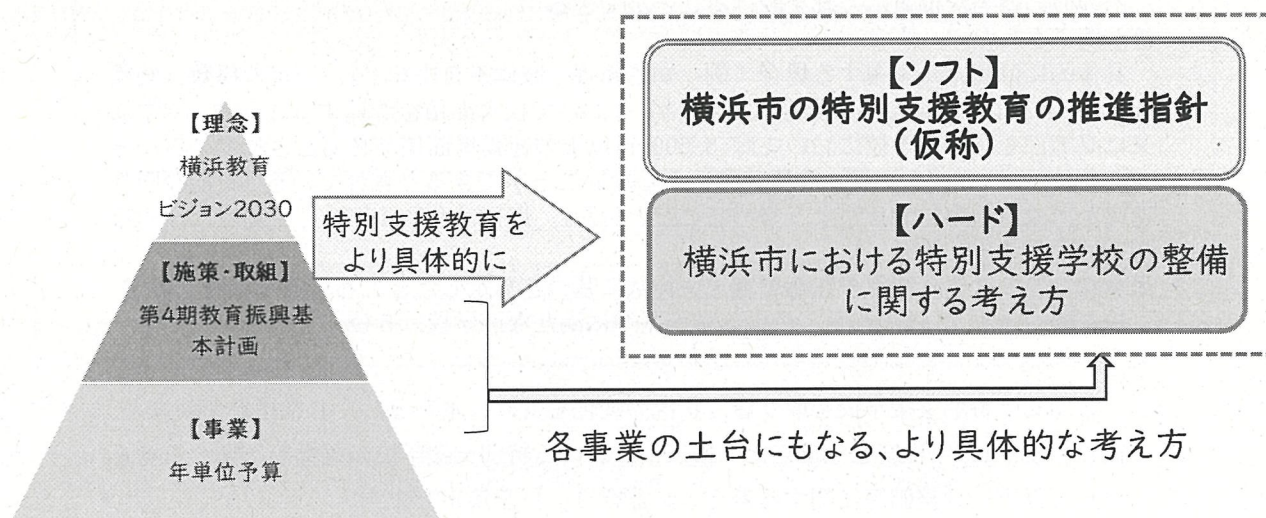 【理念】
横浜教育
ビジョン2030
【施策・取組】
第4期教育振興基
本計画
【事業】
年単位予算
特別支援教育を
より具体的に
【ソフト】
横浜市の特別支援教育の推進指針
(仮称)
【ハード】
横浜市における特別支援学校の整備
に関する考え方
各事業の土台にもなる、より具体的な考え方